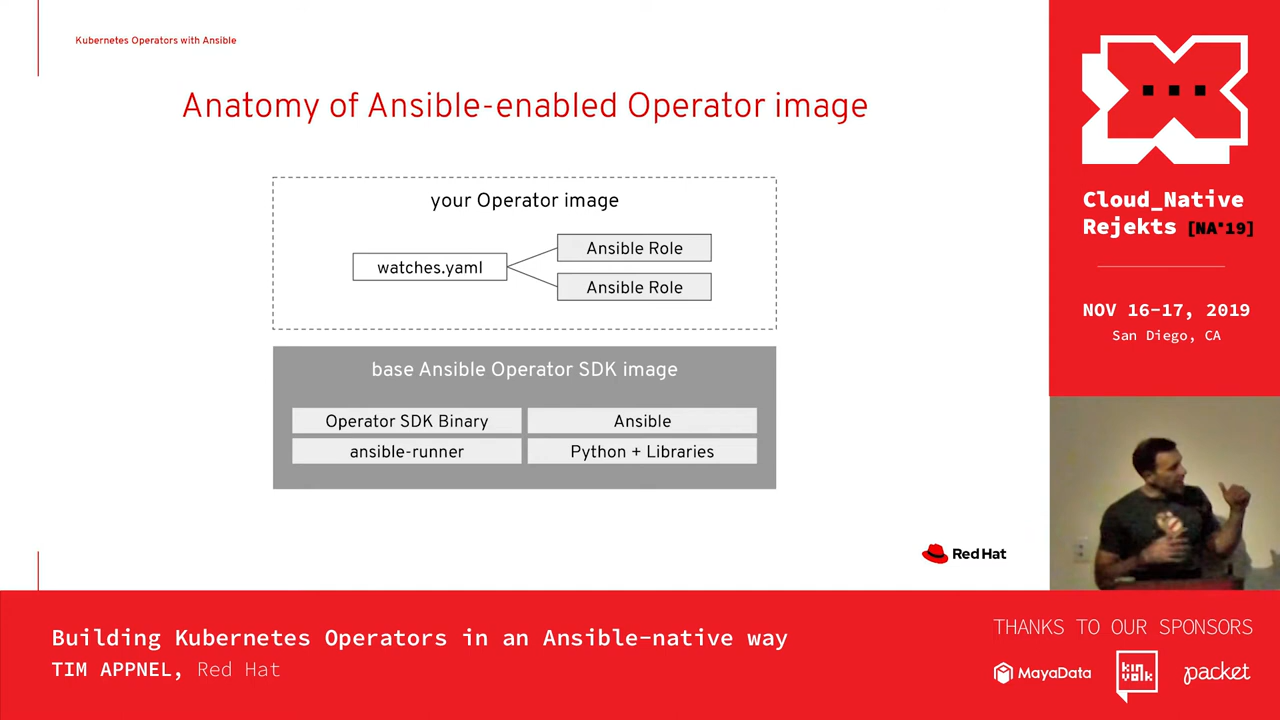 Kubernetes Operators with Ansible
Anatomy of Ansible-enabled Operator image
your Operator image
watches.yaml
Ansible Role
Ansible Role
base Ansible Operator SDK image
Operator SDK Binary
Ansible
ansible-runner
Python + Libraries
Red Hat
Cloud_Native
Rejekts [NA'19]
NOV 16-17, 2019
San Diego, CA
Building Kubernetes Operators in an Ansible-native way
TIM APPNEL, Red Hat
THANKS TO OUR SPONSORS
MayaData
kinvolk
packet